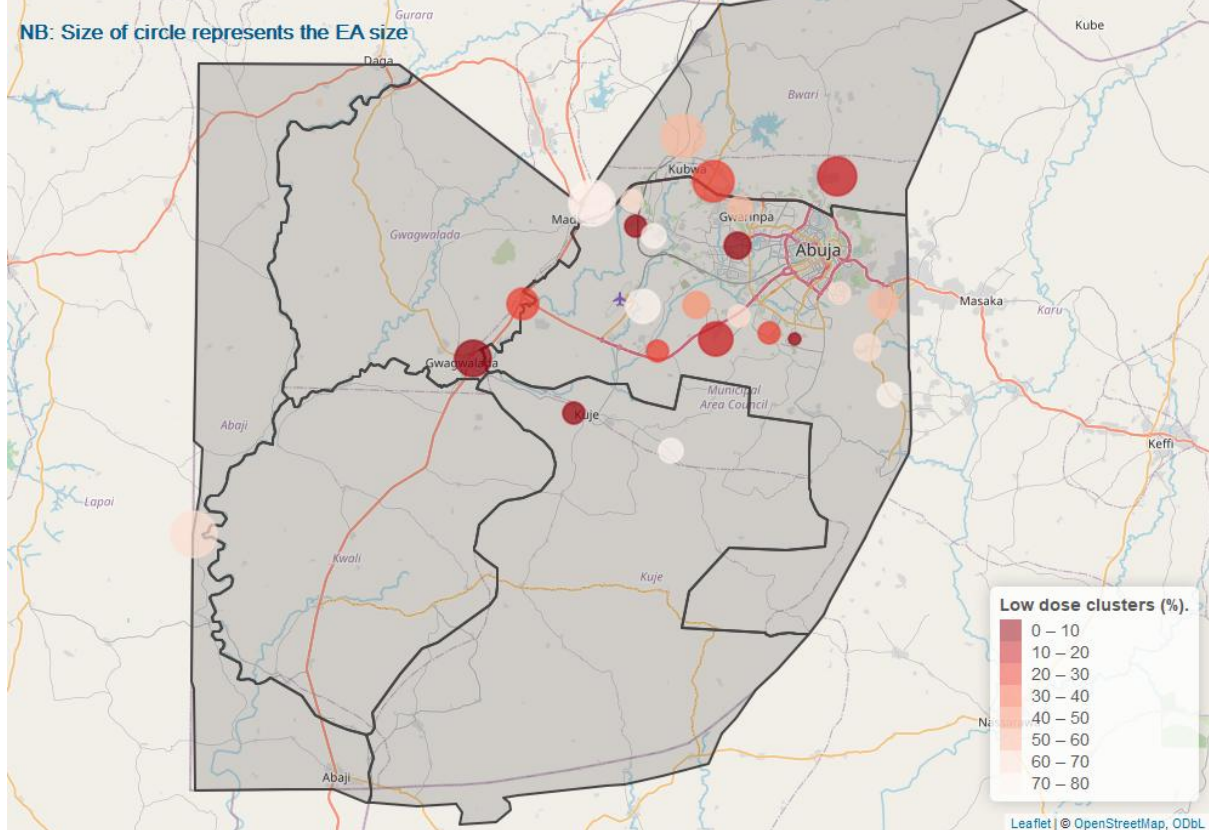 NB: Size of circle represents the EA size
Gurara
Kube
Daga
Bwari
Kubwa
Gwarinpa
Gwagwalada
Abuja
Masaka
Karu
Gwagwalada
Municipal
Area Council
Kuje
Abaji
Keffi
Lapai
Kwali
Kuje
Abaji
Low dose clusters (%).
0 – 10
10 – 20
20 – 30
30 – 40
40 – 50
50 – 60
60 – 70
70 – 80
Leaflet | © OpenStreetMap, ODbL